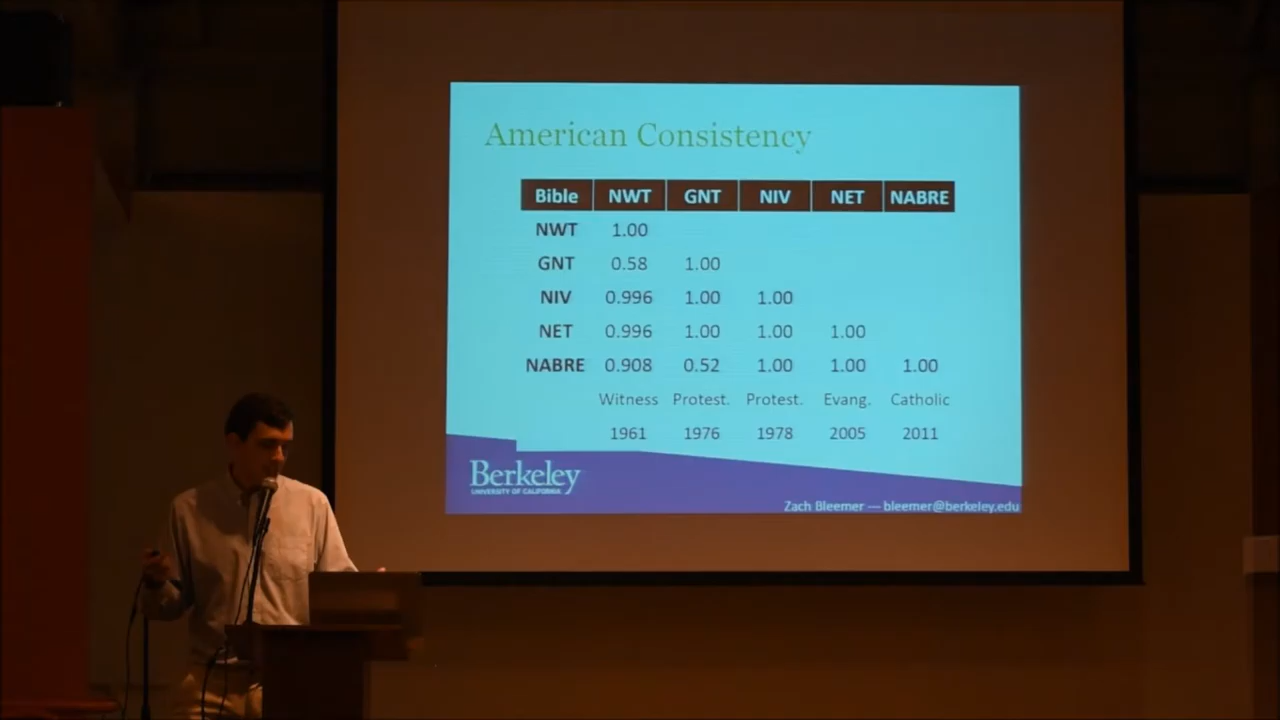 American Consistency
Bible NWT GNT NIV NET NABRE
NWT 1.00
GNT 0.58 1.00
NIV 0.996 1.00 1.00
NET 0.996 1.00 1.00 1.00
NABRE 0.908 0.52 1.00 1.00 1.00
Witness Protest. Protest. Evang. Catholic
1961 1976 1978 2005 2011
Berkeley
UNIVERSITY OF CALIFORNIA
Zach Bleemer — bleemer@berkeley.edu